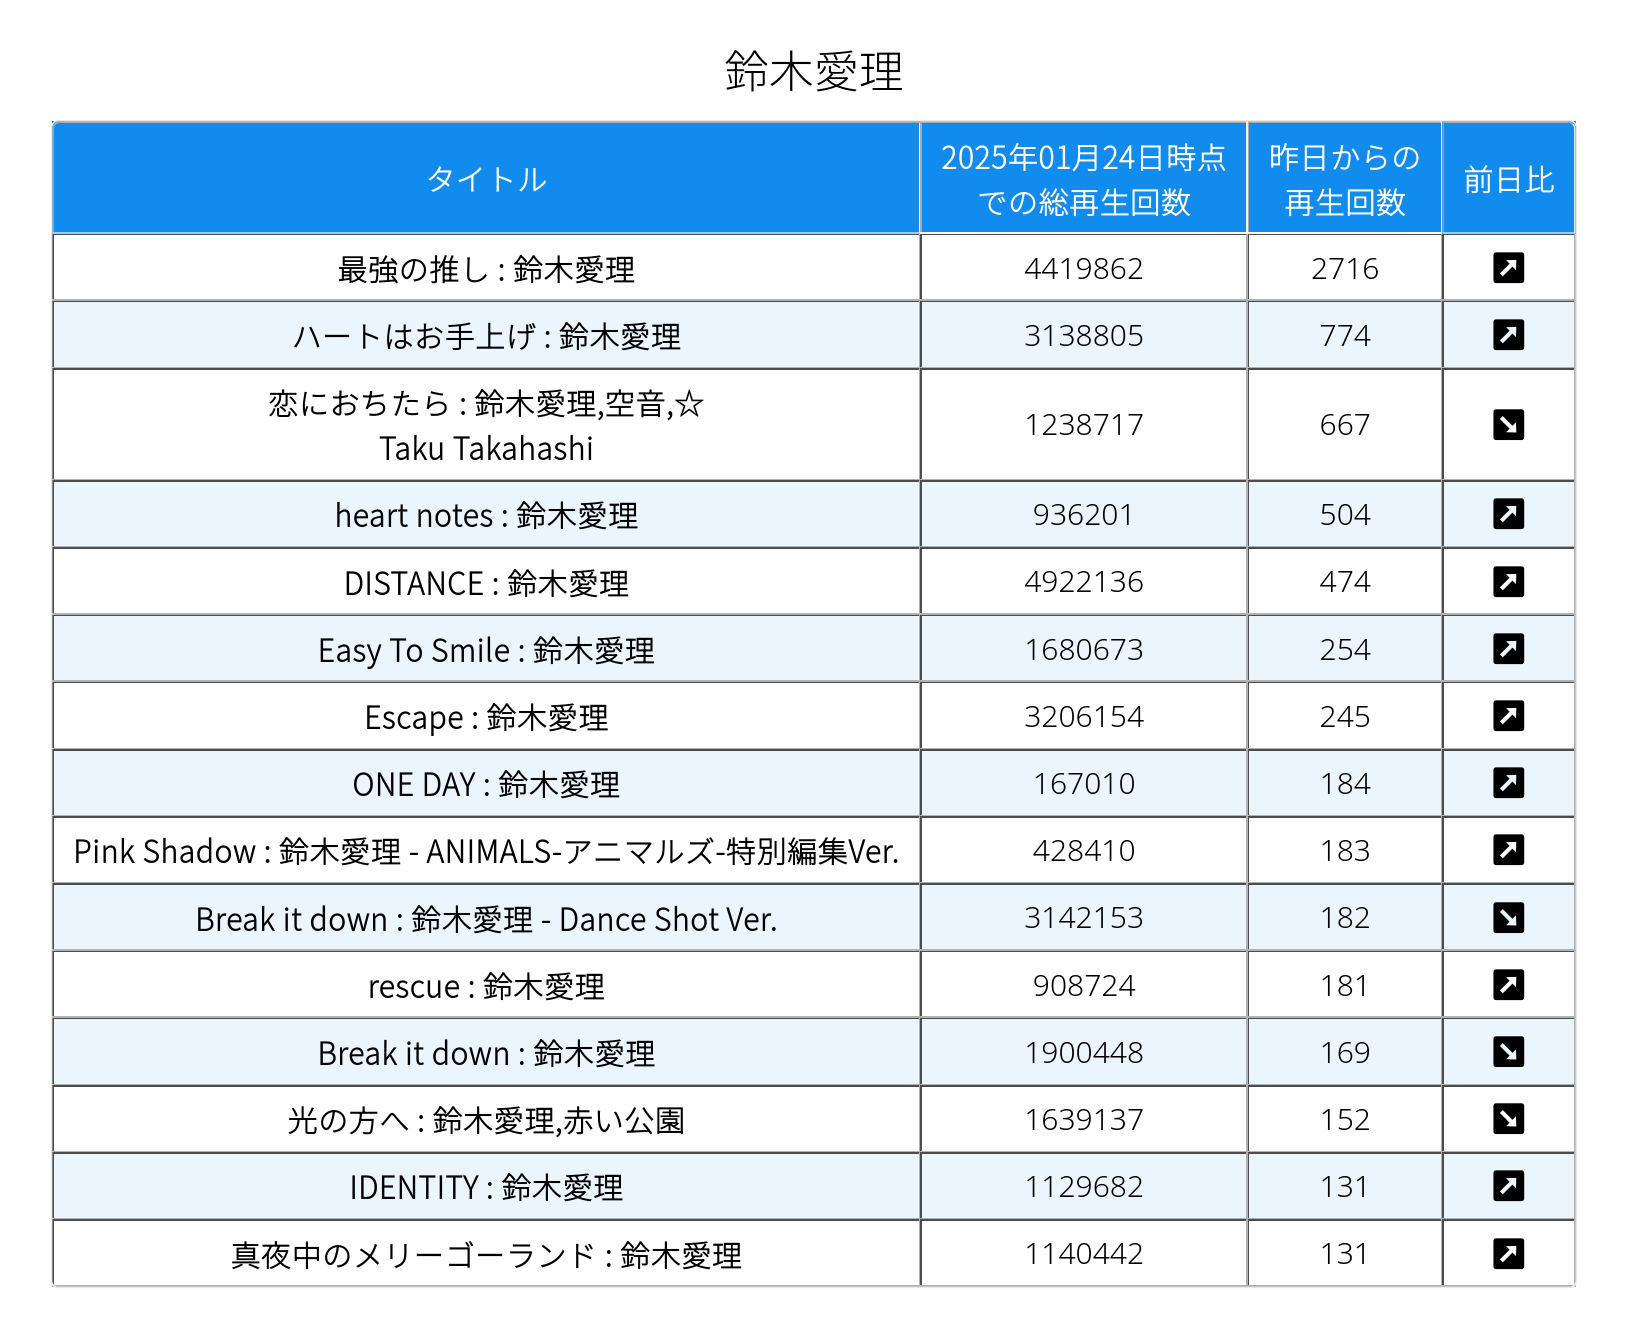 鈴木愛理
タイトル
2025年01月24日時点
での総再生回数
昨日からの
再生回数
前日比
最強の推し : 鈴木愛理 4419862 2716
ハートはお手上げ : 鈴木愛理 3138805 774
恋におちたら : 鈴木愛理,空音,☆
Taku Takahashi
1238717 667
heart notes : 鈴木愛理 936201 504
DISTANCE : 鈴木愛理 4922136 474
Easy To Smile : 鈴木愛理 1680673 254
Escape : 鈴木愛理 3206154 245
ONE DAY : 鈴木愛理 167010 184
Pink Shadow : 鈴木愛理 - ANIMALS-アニマルズ-特別編集Ver. 428410 183
Break it down : 鈴木愛理 - Dance Shot Ver. 3142153 182
rescue : 鈴木愛理 908724 181
Break it down : 鈴木愛理 1900448 169
光の方へ : 鈴木愛理,赤い公園 1639137 152
IDENTITY : 鈴木愛理 1129682 131
真夜中のメリーゴーランド : 鈴木愛理 1140442 131